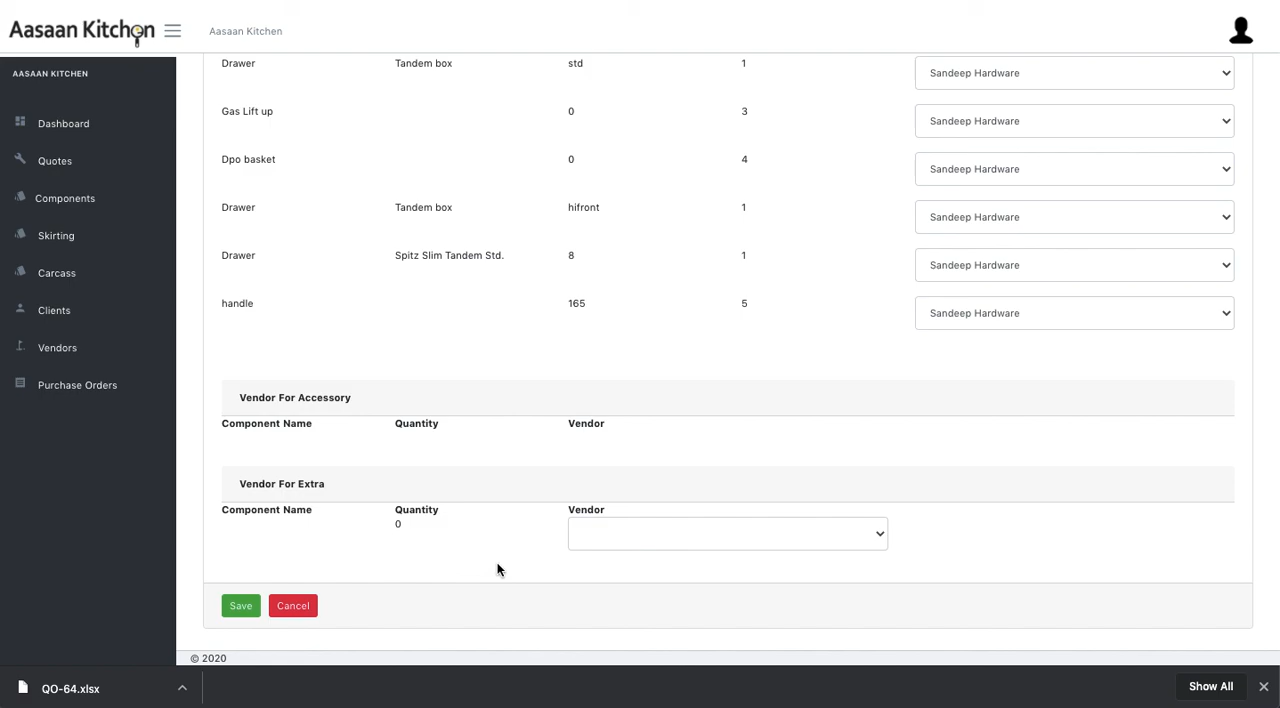 Aasaan Kitchen
Aasaan Kitchen
AASAAN KITCHEN
Dashboard
Quotes
Components
Skirting
Carcass
Clients
Vendors
Purchase Orders
Drawer Tandem box std 1 Sandeep Hardware
Gas Lift up 0 3 Sandeep Hardware
Dpo basket 0 4 Sandeep Hardware
Drawer Tandem box hifront 1 Sandeep Hardware
Drawer Spitz Slim Tandem Std. 8 1 Sandeep Hardware
handle 165 5 Sandeep Hardware
Vendor For Accessory
Component Name Quantity Vendor
Vendor For Extra
Component Name Quantity Vendor
0
Save Cancel
© 2020
QO-64.xlsx Show All